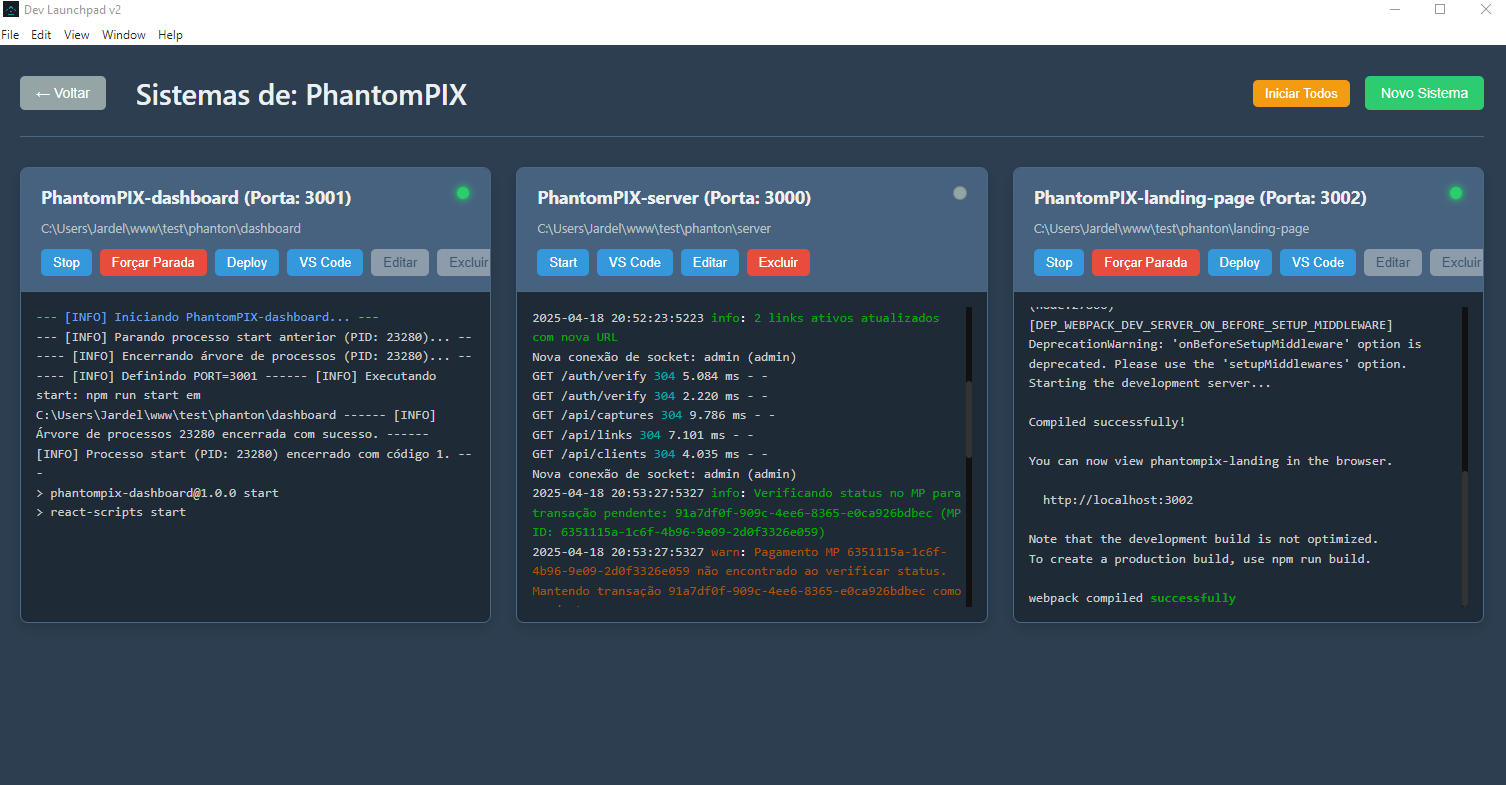 Dev Launchpad v2
File Edit View Window Help
← Voltar
Sistemas de: PhantomPIX
Iniciar Todos
Novo Sistema
PhantomPIX-dashboard (Porta: 3001)
C:\Users\Jardel\www\test\phanton\dashboard
Stop Forçar Parada Deploy VS Code Editar Excluir
--- [INFO] Iniciando PhantomPIX-dashboard... ---
--- [INFO] Parando processo start anterior (PID: 23280)... --
---- [INFO] Encerrando árvore de processos (PID: 23280)... --
---- [INFO] Definindo PORT=3001 ------ [INFO] Executando
start: npm run start em
C:\Users\Jardel\www\test\phanton\dashboard ------ [INFO]
Árvore de processos 23280 encerrada com sucesso. ------
[INFO] Processo start (PID: 23280) encerrado com código 1. --
-
> phantompix-dashboard@1.0.0 start
> react-scripts start
PhantomPIX-server (Porta: 3000)
C:\Users\Jardel\www\test\phanton\server
Start VS Code Editar Excluir
2025-04-18 20:52:23:5223 info: 2 links ativos atualizados
com nova URL
Nova conexão de socket: admin (admin)
GET /auth/verify 304 5.084 ms - -
GET /auth/verify 304 2.220 ms - -
GET /api/captures 304 9.786 ms - -
GET /api/links 304 7.101 ms - -
GET /api/clients 304 4.035 ms - -
Nova conexão de socket: admin (admin)
2025-04-18 20:53:27:5327 info: Verificando status no MP para
transação pendente: 91a7df0f-909c-4ee6-8365-e0ca926bdbec (MP
ID: 6351115a-1c6f-4b96-9e09-2d0f3326e059)
2025-04-18 20:53:27:5327 warn: Pagamento MP 6351115a-1c6f-
4b96-9e09-2d0f3326e059 não encontrado ao verificar status.
Mantendo transação 91a7df0f-909c-4ee6-8365-e0ca926bdbec como
PhantomPIX-landing-page (Porta: 3002)
C:\Users\Jardel\www\test\phanton\landing-page
Stop Forçar Parada Deploy VS Code Editar Excluir
[DEP_WEBPACK_DEV_SERVER_ON_BEFORE_SETUP_MIDDLEWARE]
DeprecationWarning: 'onBeforeSetupMiddleware' option is
deprecated. Please use the 'setupMiddlewares' option.
Starting the development server...
Compiled successfully!
You can now view phantompix-landing in the browser.
http://localhost:3002
Note that the development build is not optimized.
To create a production build, use npm run build.
webpack compiled successfully